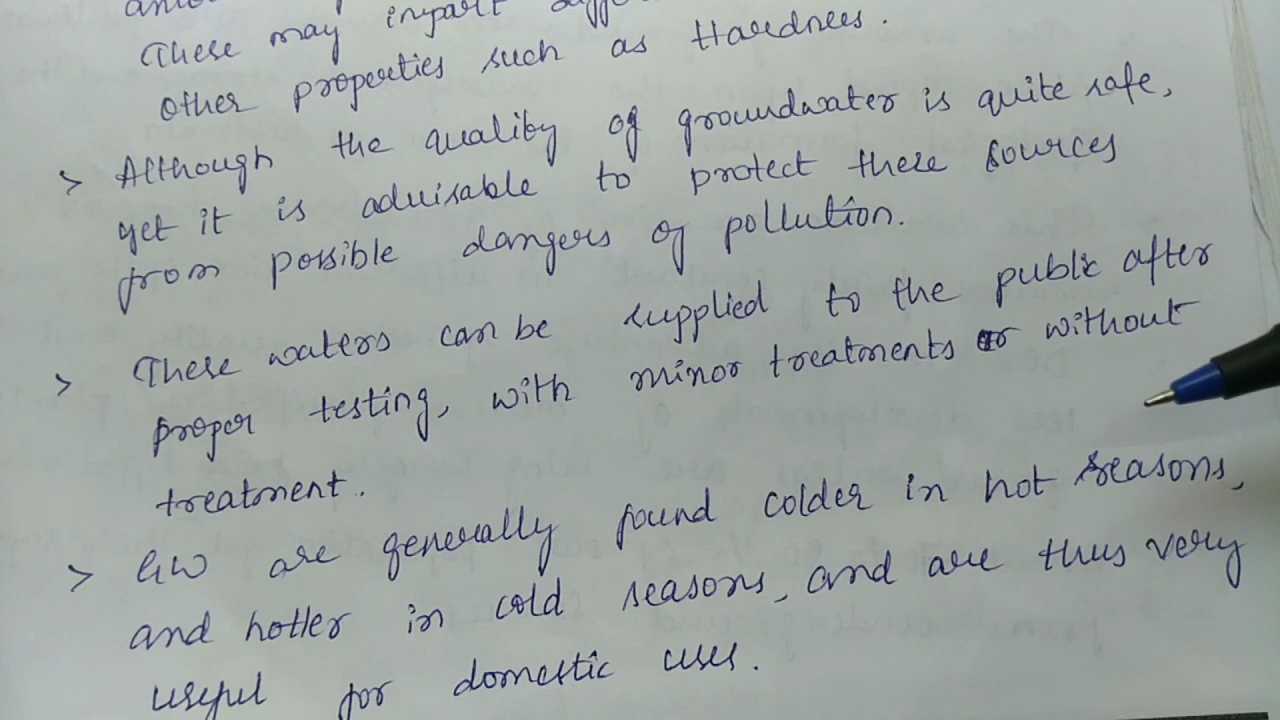 These may impart
other properties such as Hardness.
> Although the quality of groundwater is quite safe,
yet it is advisable to protect these sources
from possible dangers of pollution.
> These waters can be supplied to the public after
proper testing, with minor treatments or without
treatment.
> GW are generally found colder in hot seasons,
and hotter in cold seasons, and are thus very
useful for domestic uses.